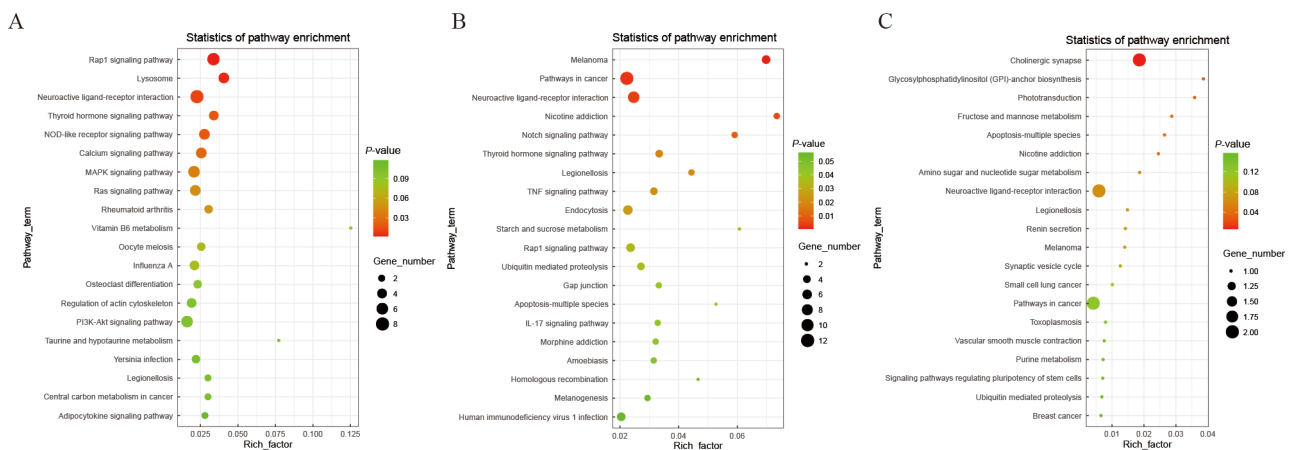 A
Statistics of pathway enrichment
Pathway_term
Rap1 signaling pathway
Lysosome
Neuroactive ligand-receptor interaction
Thyroid hormone signaling pathway
NOD-like receptor signaling pathway
Calcium signaling pathway
MAPK signaling pathway
Ras signaling pathway
Rheumatoid arthritis
Vitamin B6 metabolism
Oocyte meiosis
Influenza A
Osteoclast differentiation
Regulation of actin cytoskeleton
PI3K-Akt signaling pathway
Taurine and hypotaurine metabolism
Yersinia infection
Legionellosis
Central carbon metabolism in cancer
Adipocytokine signaling pathway
0.025 0.050 0.075 0.100 0.125
Rich_factor
P-value
0.09
0.06
0.03
Gene_number
2
4
6
8
B
Statistics of pathway enrichment
Pathway_term
Melanoma
Pathways in cancer
Neuroactive ligand-receptor interaction
Nicotine addiction
Notch signaling pathway
Thyroid hormone signaling pathway
Legionellosis
TNF signaling pathway
Endocytosis
Starch and sucrose metabolism
Rap1 signaling pathway
Ubiquitin mediated proteolysis
Gap junction
Apoptosis-multiple species
IL-17 signaling pathway
Morphine addiction
Amoebiasis
Homologous recombination
Melanogenesis
Human immunodeficiency virus 1 infection
0.02 0.04 0.06
Rich_factor
P-value
0.05
0.04
0.03
0.02
0.01
Gene_number
2
4
6
8
10
12
C
Statistics of pathway enrichment
Pathway_term
Cholinergic synapse
Glycosylphosphatidylinositol (GPI)-anchor biosynthesis
Phototransduction
Fructose and mannose metabolism
Apoptosis-multiple species
Nicotine addiction
Amino sugar and nucleotide sugar metabolism
Neuroactive ligand-receptor interaction
Legionellosis
Renin secretion
Melanoma
Synaptic vesicle cycle
Small cell lung cancer
Pathways in cancer
Toxoplasmosis
Vascular smooth muscle contraction
Purine metabolism
Signaling pathways regulating pluripotency of stem cells
Ubiquitin mediated proteolysis
Breast cancer
0.01 0.02 0.03 0.04
Rich_factor
P-value
0.12
0.08
0.04
Gene_number
1.00
1.25
1.50
1.75
2.00